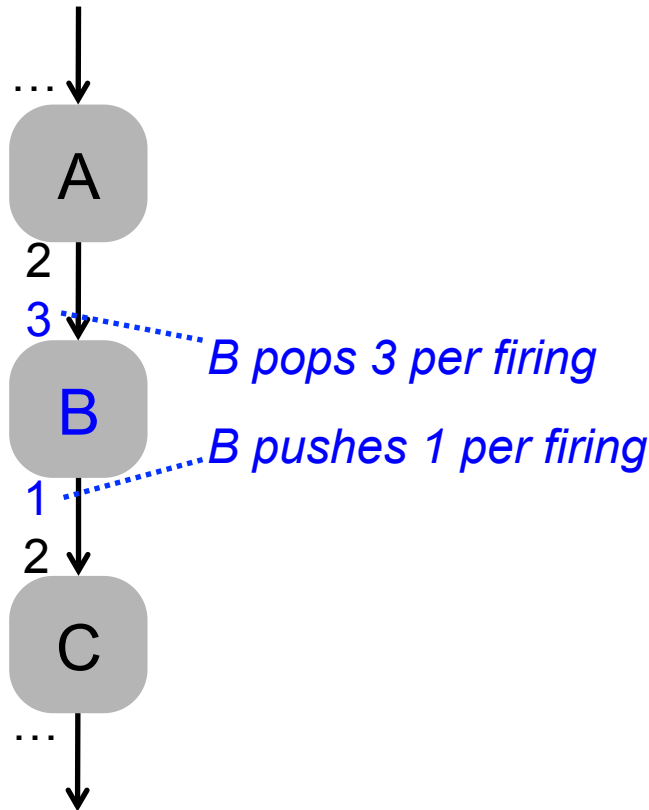 ...
A
2
3
B pops 3 per firing
B
B pushes 1 per firing
1
2
C
...